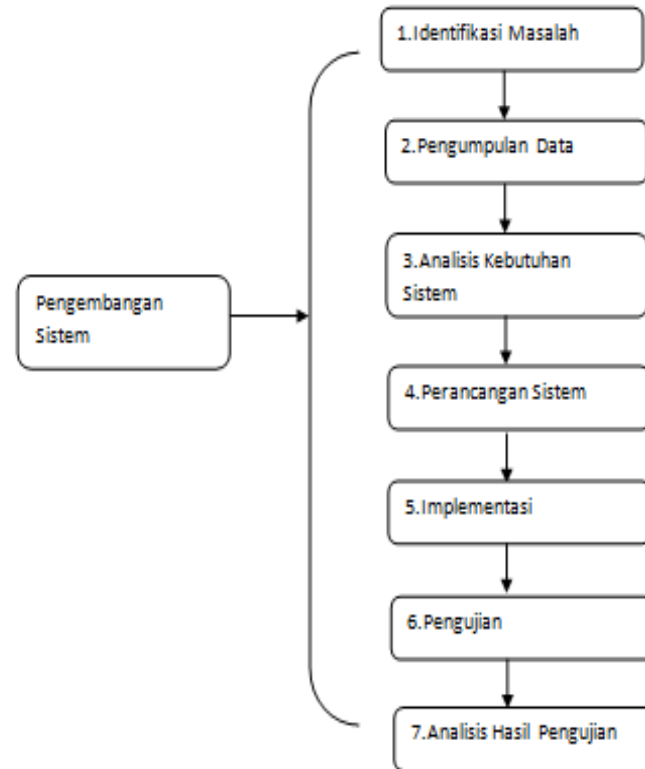 1.Identifikasi Masalah
2.Pengumpulan Data
3.Analisis Kebutuhan
Sistem
Pengembangan
Sistem
4.Perancangan Sistem
5.Implementasi
6.Pengujian
7.Analisis Hasil Pengujian